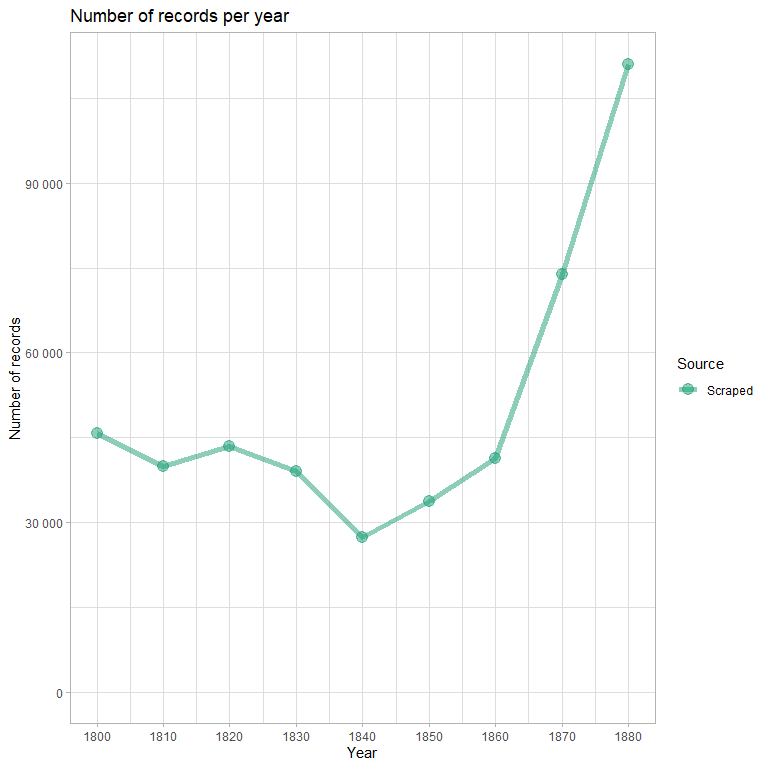 Number of records per year
Number of records
90 000
60 000
30 000
0
1800 1810 1820 1830 1840 1850 1860 1870 1880
Year
Source
Scraped